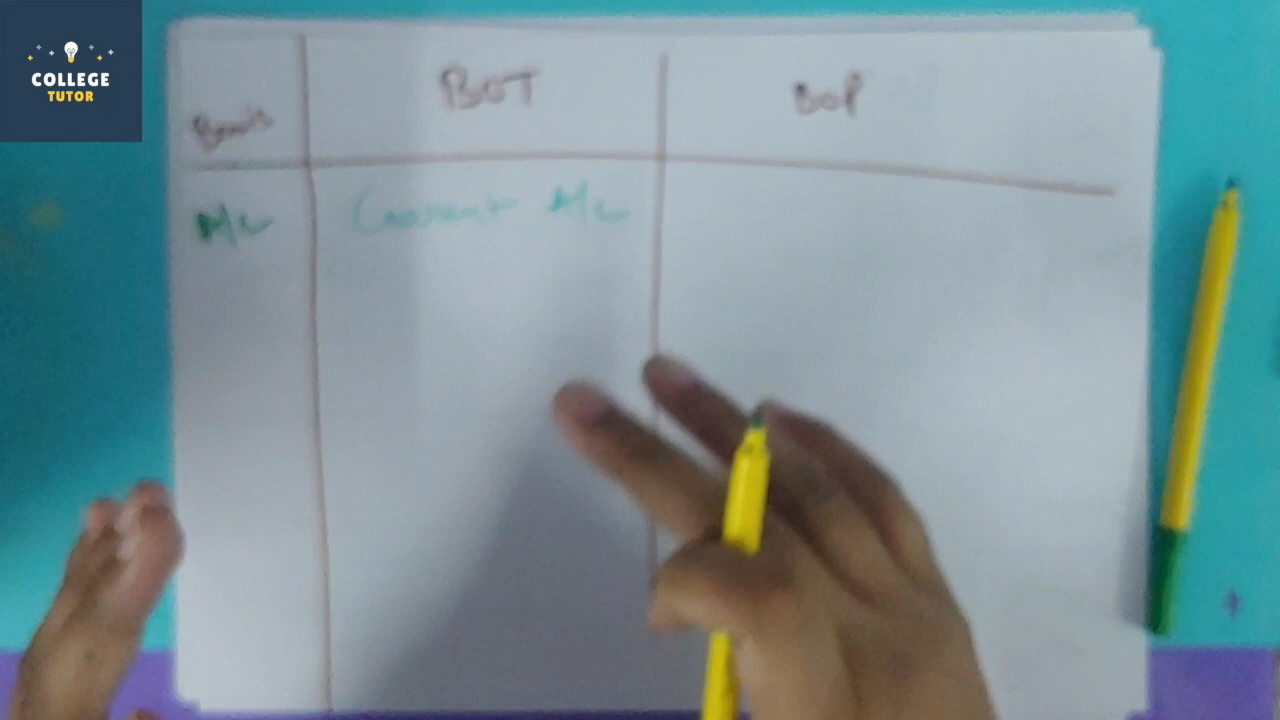 COLLEGE
TUTOR
Basis
BOT
BOP
A/c
Current A/c